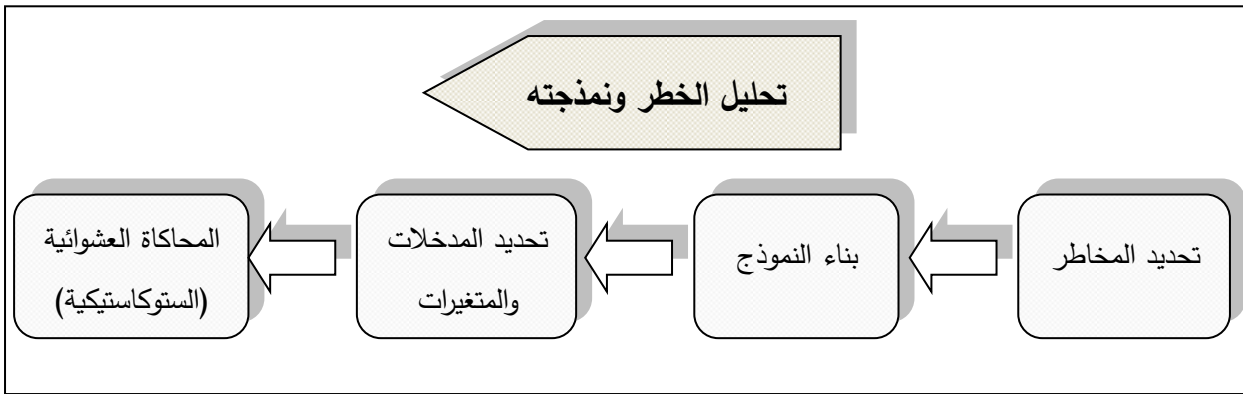 تحليل الخطر ونمذجته
تحديد المخاطر
بناء النموذج
تحديد المدخلات
والمتغيرات
المحاكاة العشوائية
(الستوكاستيكية)